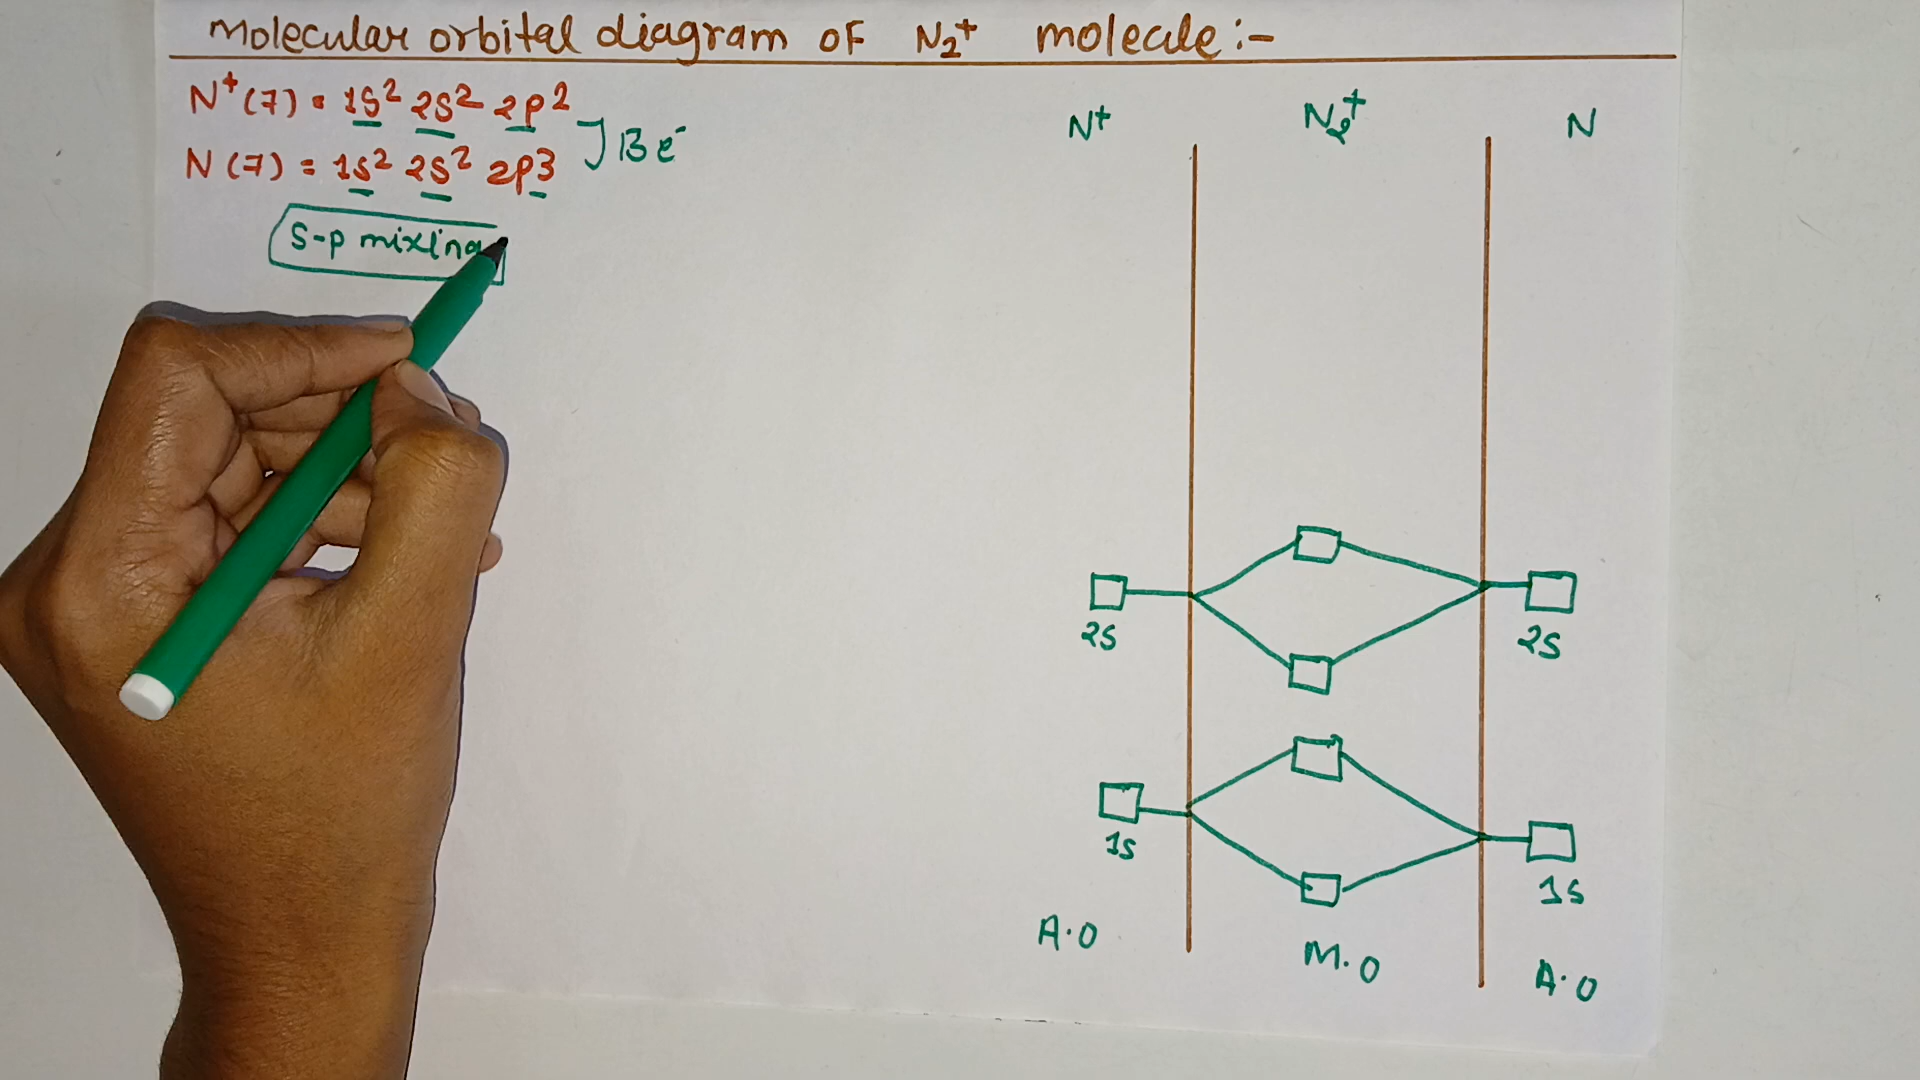 Molecular orbital diagram of N₂⁺ molecule:-
N⁺(7) = 1s² 2s² 2p²
N(7) = 1s² 2s² 2p3
]13 e⁻
S-p mixing
N⁺ N₂⁺ N
2s 2s
1s 1s
A.O M.O A.O